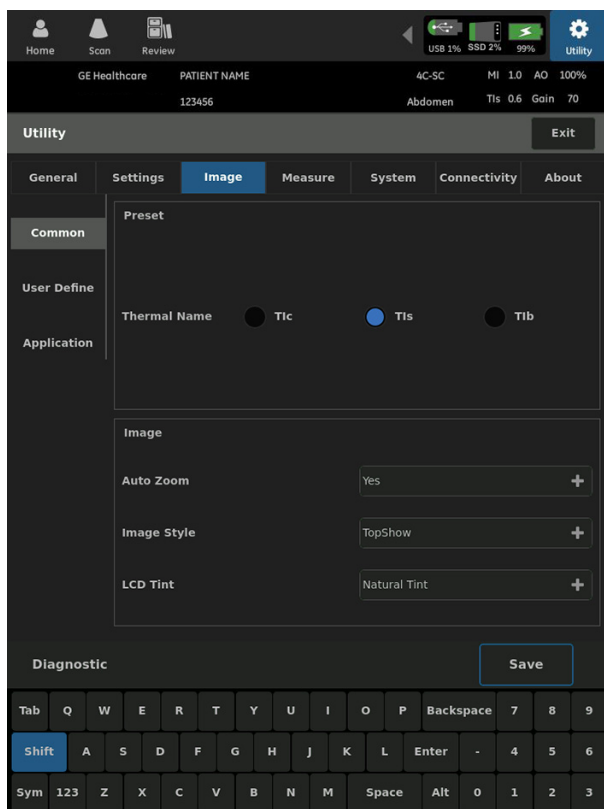 Home Scan Review USB 1% SSD 2% 99% Utility
GE Healthcare PATIENT NAME 4C-SC MI 1.0 AO 100%
123456 Abdomen TIs 0.6 Gain 70
Utility Exit
General Settings Image Measure System Connectivity About
Common
User Define
Application
Preset
Thermal Name TIc TIs TIb
Image
Auto Zoom Yes +
Image Style TopShow +
LCD Tint Natural Tint +
Diagnostic Save
Tab Q W E R T Y U I O P Backspace 7 8 9
Shift A S D F G H J K L Enter - 4 5 6
Sym 123 Z X C V B N M Space Alt 0 1 2 3